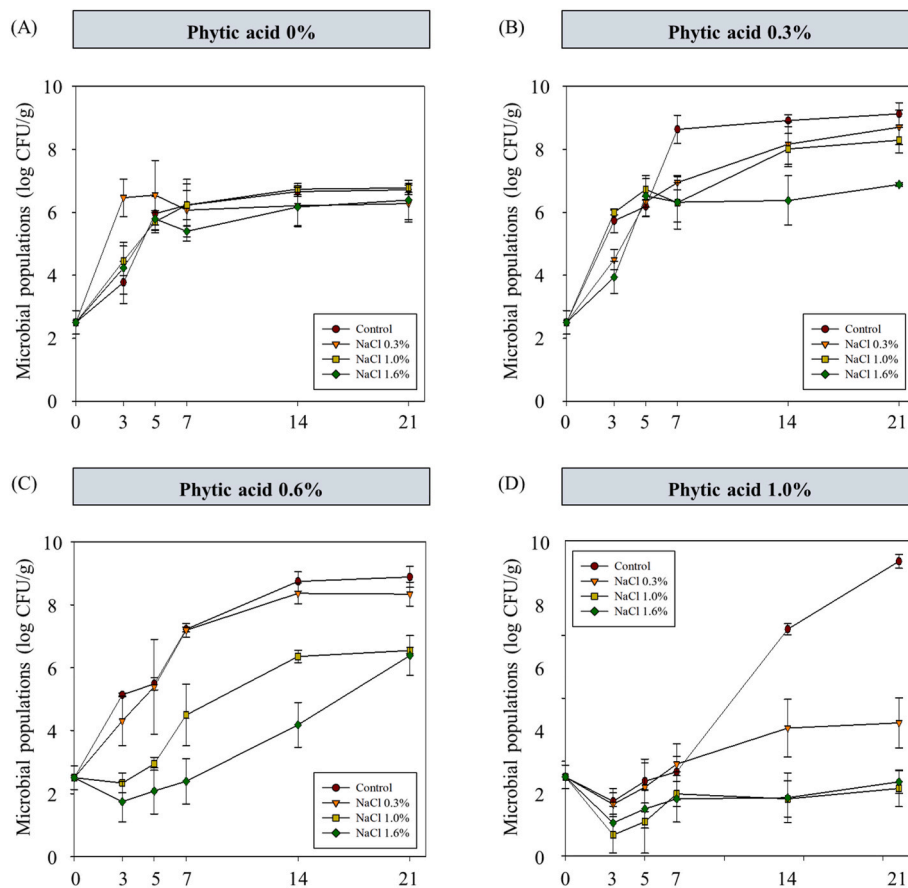 (A)
Phytic acid 0%
Microbial populations (log CFU/g)
10
8
6
4
2
0
Control
NaCl 0.3%
NaCl 1.0%
NaCl 1.6%
0 3 5 7 14 21
(B)
Phytic acid 0.3%
Microbial populations (log CFU/g)
10
8
6
4
2
0
Control
NaCl 0.3%
NaCl 1.0%
NaCl 1.6%
0 3 5 7 14 21
(C)
Phytic acid 0.6%
Microbial populations (log CFU/g)
10
8
6
4
2
0
Control
NaCl 0.3%
NaCl 1.0%
NaCl 1.6%
0 3 5 7 14 21
(D)
Phytic acid 1.0%
Microbial populations (log CFU/g)
10
8
6
4
2
0
Control
NaCl 0.3%
NaCl 1.0%
NaCl 1.6%
0 3 5 7 14 21